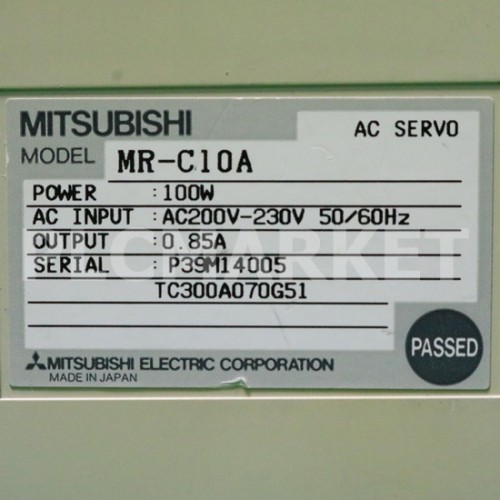 MITSUBISHI AC SERVO
MODEL MR-C10A
POWER : 100W
AC INPUT : AC200V-230V 50/60Hz
OUTPUT : 0.85A
SERIAL : P39M14005
TC300A070G51
PASSED
MITSUBISHI ELECTRIC CORPORATION
MADE IN JAPAN